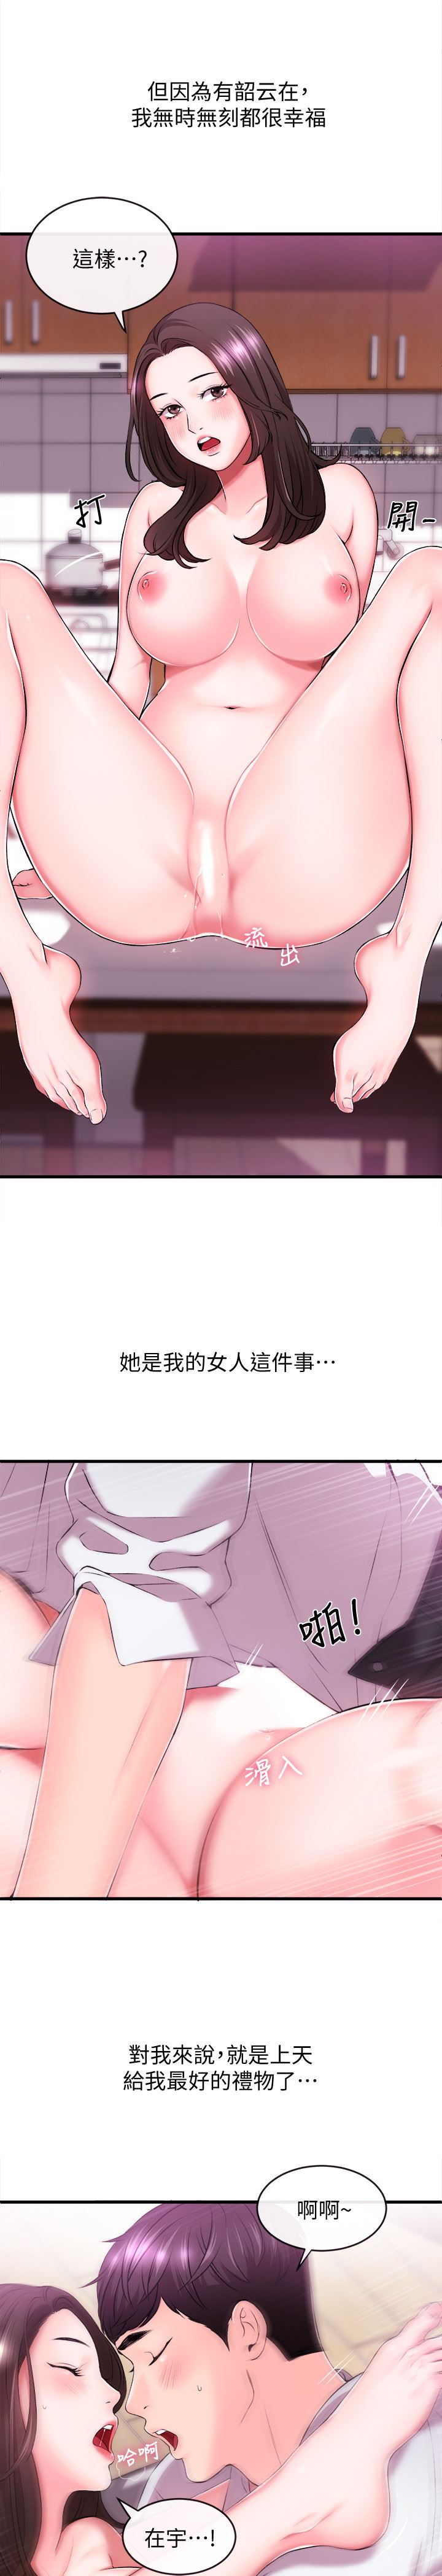 但因為有韶云在,
我無時無刻都很幸福
這樣⋯?
打
開-
流
出
她是我的女人這件事⋯
啪!
滑入
對我來說,就是上天
給我最好的禮物了⋯
啊啊~
哈啊
在宇⋯!